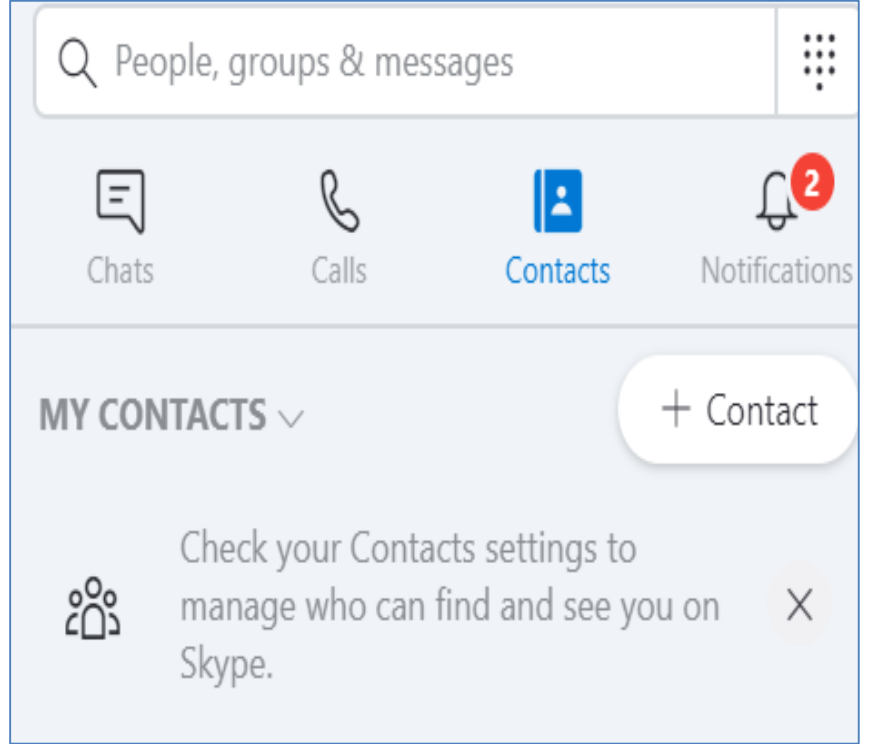 People, groups & messages
2
Chats Calls Contacts Notifications
MY CONTACTS + Contact
Check your Contacts settings to
manage who can find and see you on
Skype.